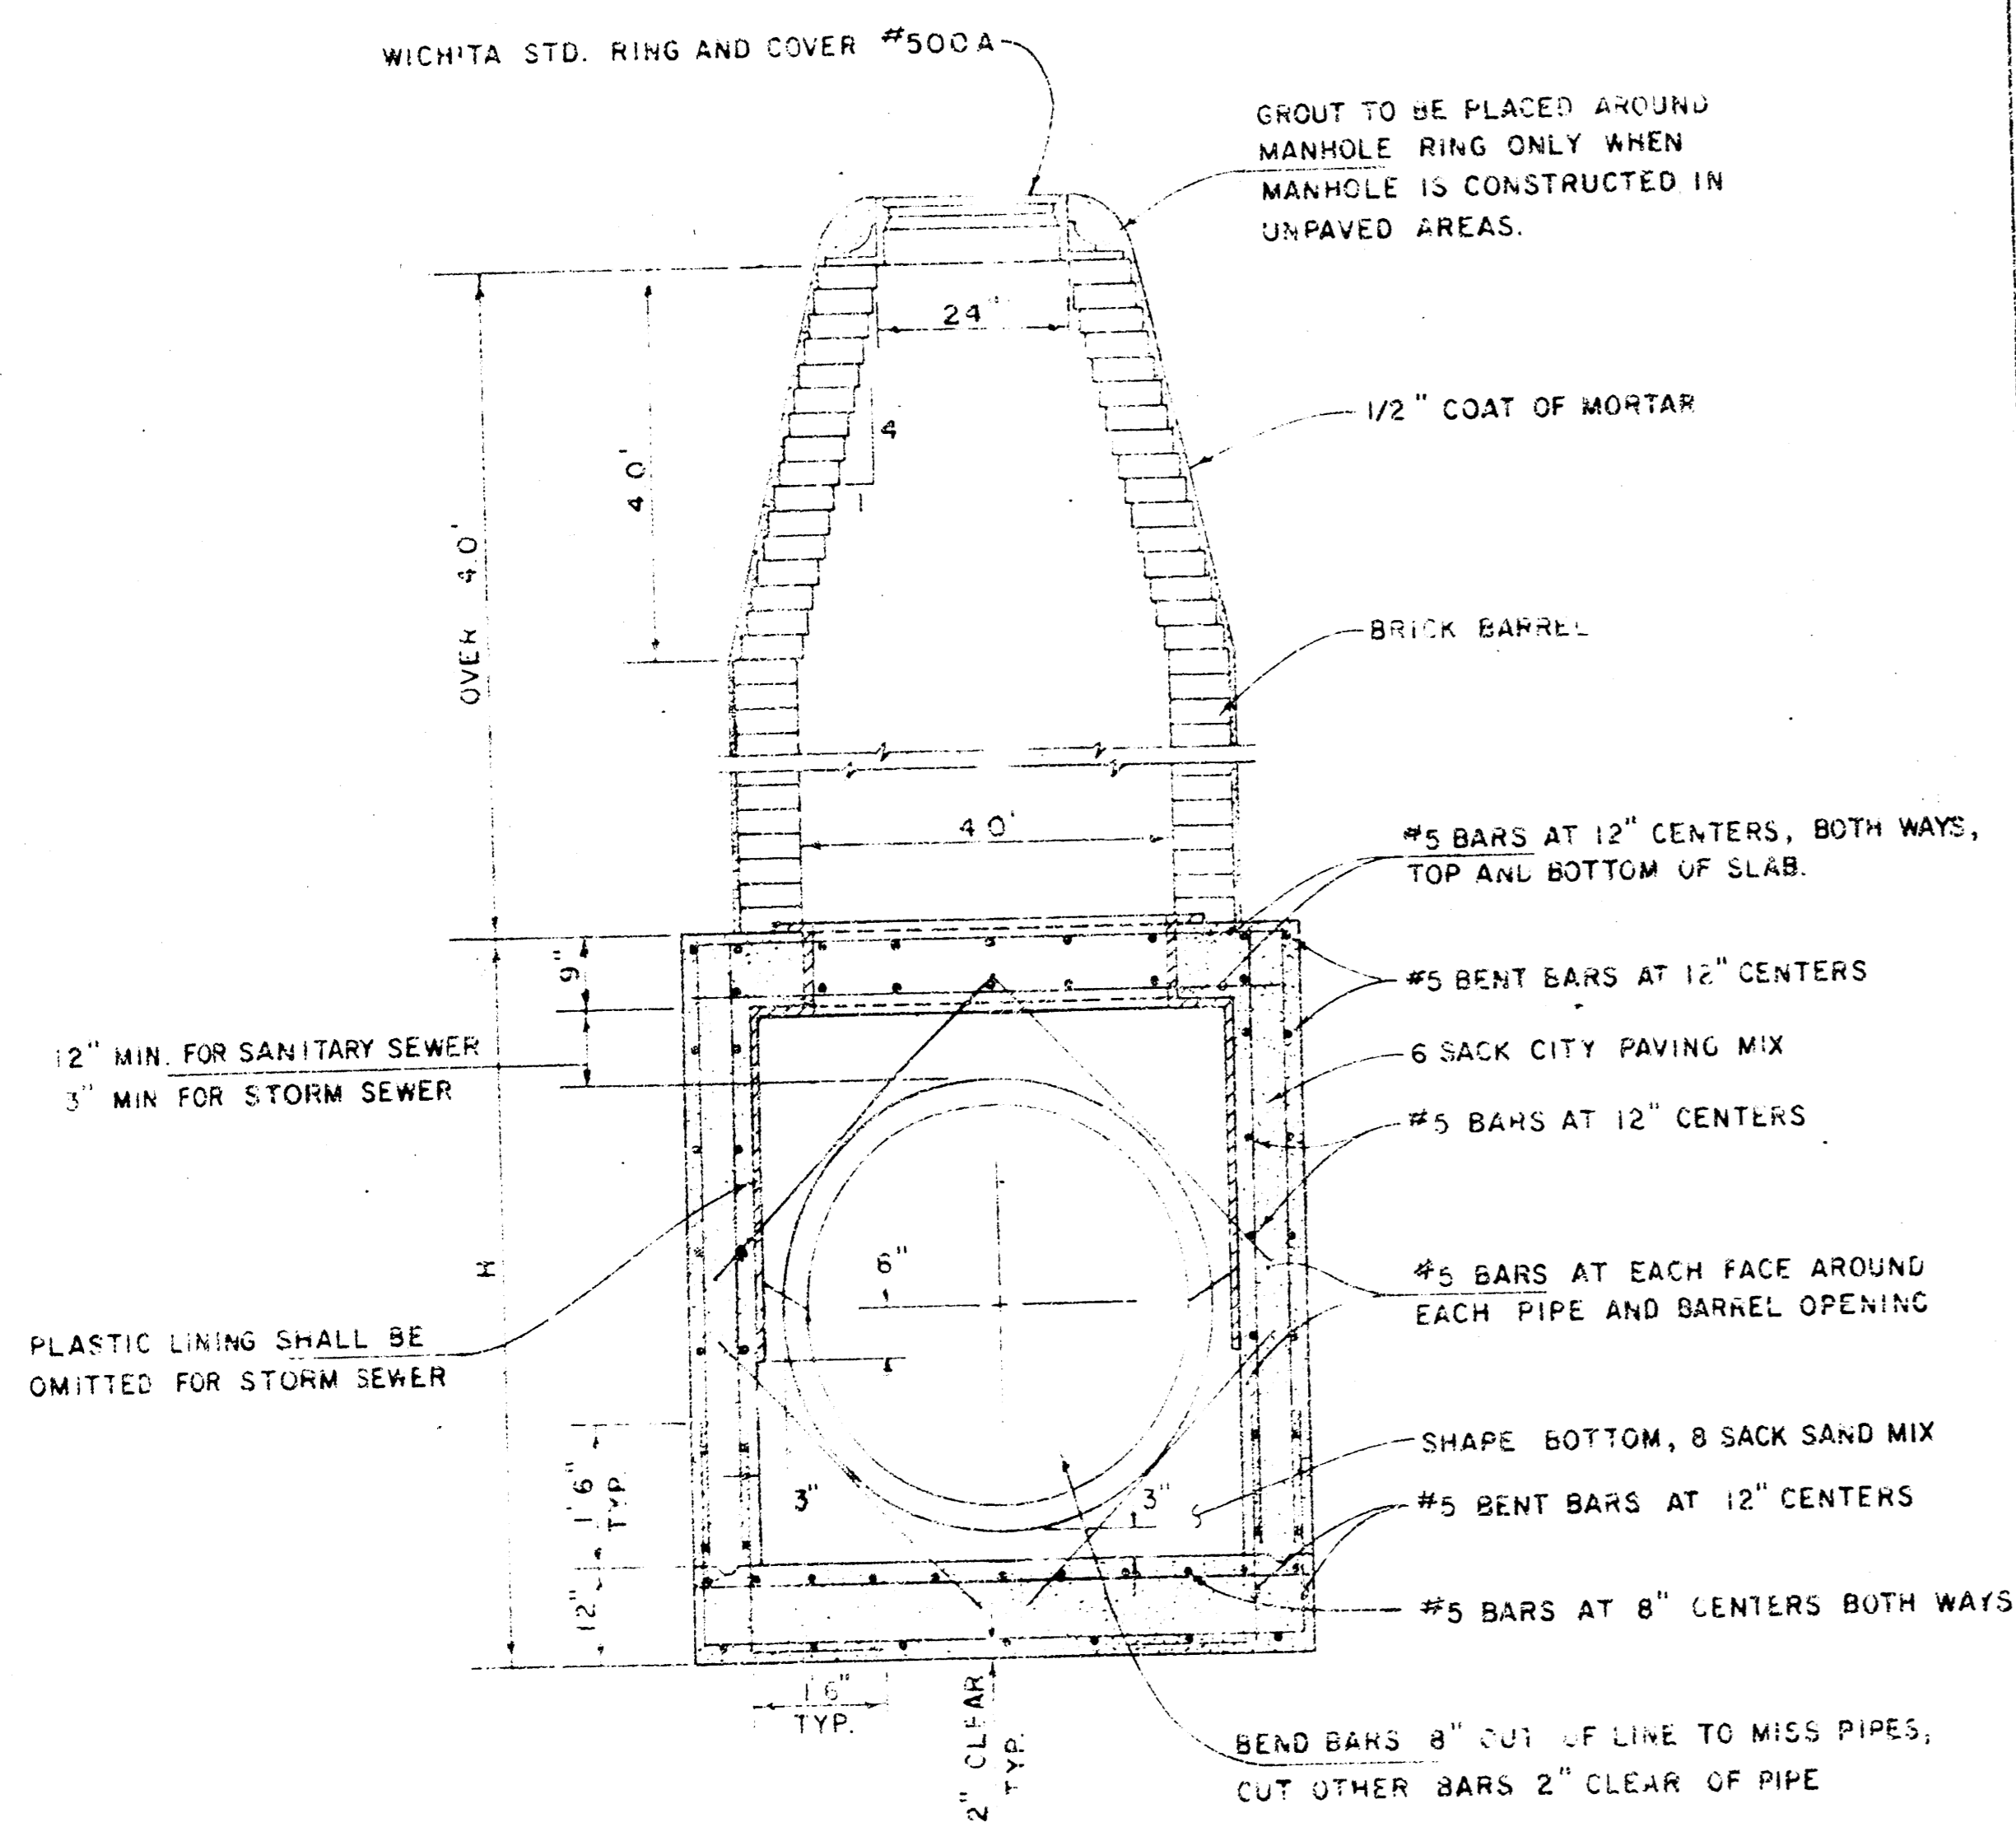 WICHITA STD. RING AND COVER #500A
GROUT TO BE PLACED AROUND
MANHOLE RING ONLY WHEN
MANHOLE IS CONSTRUCTED IN
UNPAVED AREAS.
24"
4
1
1/2" COAT OF MORTAR
4 0'
OVER 4.0'
BRICK BARREL
4 0'
#5 BARS AT 12" CENTERS, BOTH WAYS,
TOP AND BOTTOM OF SLAB.
9"
#5 BENT BARS AT 12" CENTERS
12" MIN. FOR SANITARY SEWER
3" MIN FOR STORM SEWER
6 SACK CITY PAVING MIX
#5 BARS AT 12" CENTERS
H
6"
#5 BARS AT EACH FACE AROUND
EACH PIPE AND BARREL OPENING
PLASTIC LINING SHALL BE
OMITTED FOR STORM SEWER
SHAPE BOTTOM, 8 SACK SAND MIX
1' 6"
TYP.
3"
3"
#5 BENT BARS AT 12" CENTERS
12"
#5 BARS AT 8" CENTERS BOTH WAYS
1 6"
TYP.
2" CLEAR
TYP.
BEND BARS 8" OUT OF LINE TO MISS PIPES,
CUT OTHER BARS 2" CLEAR OF PIPE